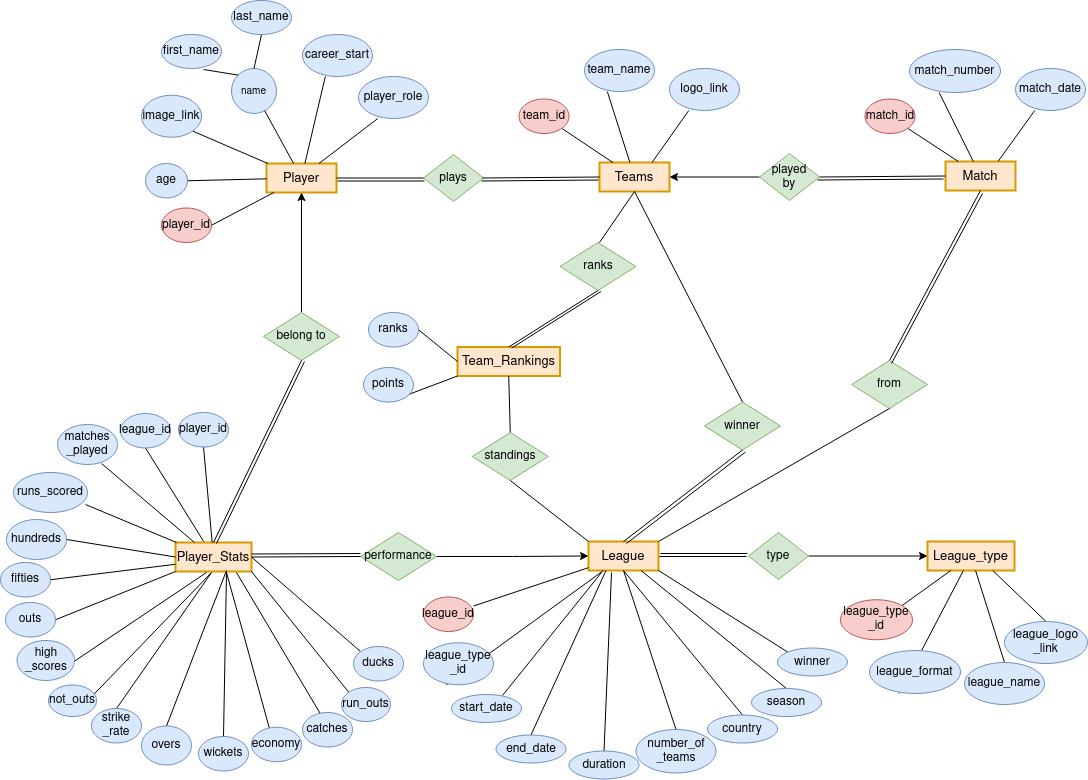 last_name
first_name
career_start
name
player_role
image_link
age
Player
player_id
plays
team_name
logo_link
team_id
Teams
played
by
match_number
match_date
match_id
Match
ranks
belong to
ranks
Team_Rankings
points
from
winner
standings
matches
_played
league_id
player_id
runs_scored
hundreds
fifties
outs
high
_scores
not_outs
strike
_rate
overs
wickets
economy
catches
run_outs
ducks
Player_Stats
performance
League
type
League_type
league_id
league_type
_id
start_date
end_date
duration
number_of
_teams
country
season
winner
league_type
_id
league_format
league_name
league_logo
_link